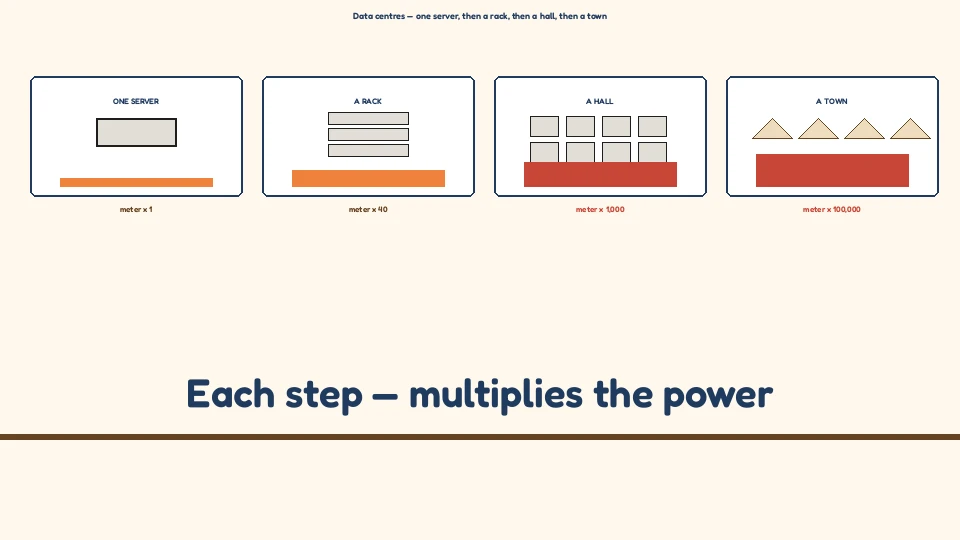 Data centres — one server, then a rack, then a hall, then a town
ONE SERVER
A RACK
A HALL
A TOWN
meter x 1
meter x 40
meter x 1,000
meter x 100,000
Each step — multiplies the power